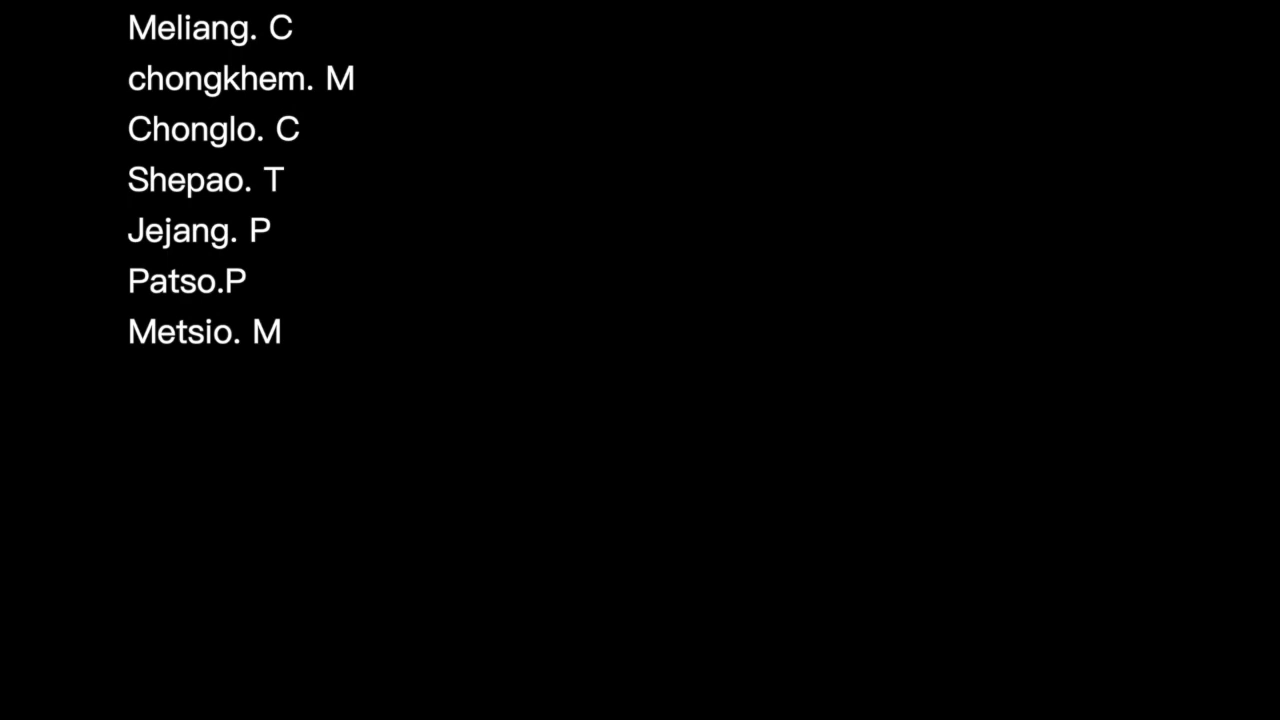 Meliang. C
chongkhem. M
Chonglo. C
Shepao. T
Jejang. P
Patso.P
Metsio. M